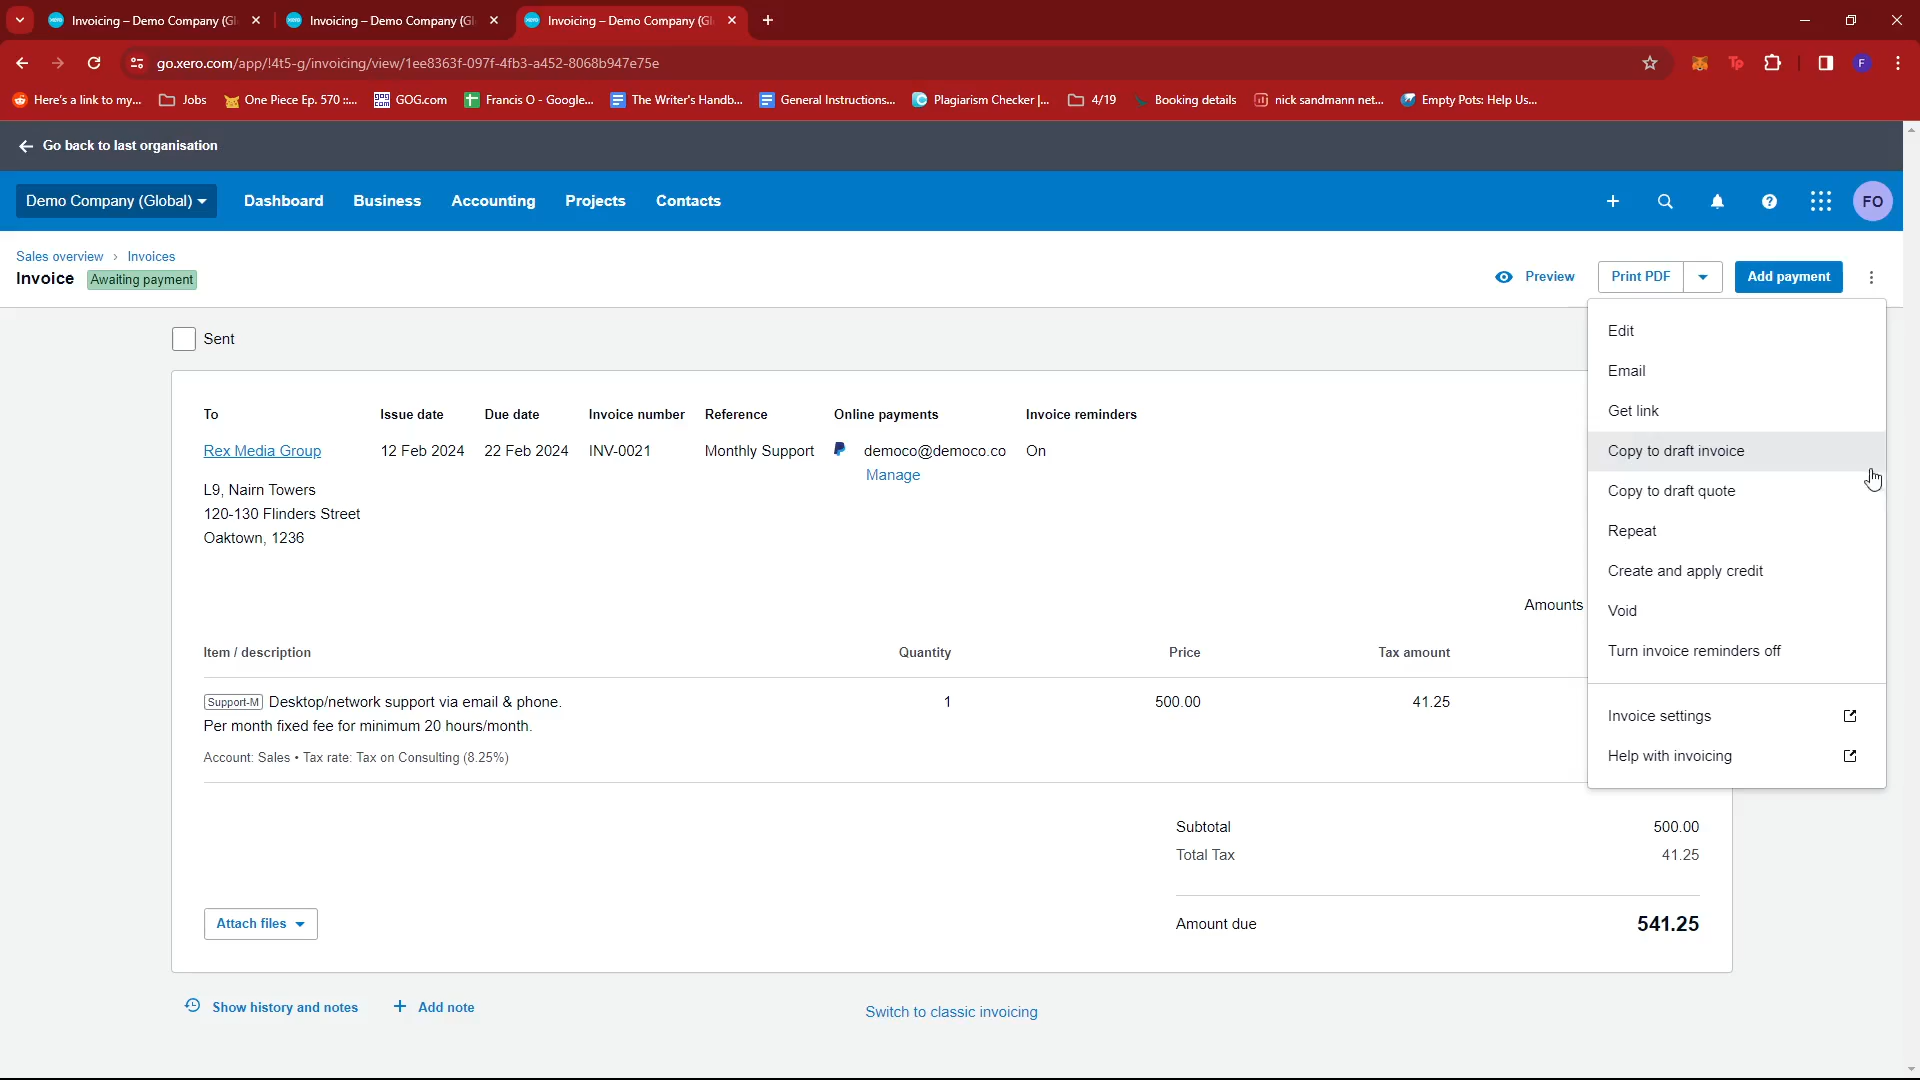 Invoicing – Demo Company (Gl
Invoicing – Demo Company (Gl
Invoicing – Demo Company (Gl
go.xero.com/app/!4t5-g/invoicing/view/1ee8363f-097f-4fb3-a452-8068b947e75e
Tp
F
Here's a link to my...
Jobs
One Piece Ep. 570 ::...
GOG.com
Francis O - Google...
The Writer's Handb...
General Instructions...
Plagiarism Checker |...
4/19
Booking details
nick sandmann net...
Empty Pots: Help Us...
Go back to last organisation
Demo Company (Global)
Dashboard
Business
Accounting
Projects
Contacts
FO
Sales overview › Invoices
Invoice
Awaiting payment
Preview
Print PDF
Add payment
Sent
Edit
Email
Get link
Copy to draft invoice
Copy to draft quote
Repeat
Create and apply credit
Void
Turn invoice reminders off
Invoice settings
Help with invoicing
To
Issue date
Due date
Invoice number
Reference
Online payments
Invoice reminders
Rex Media Group
12 Feb 2024
22 Feb 2024
INV-0021
Monthly Support
democo@democo.co
On
Manage
L9, Nairn Towers
120-130 Flinders Street
Oaktown, 1236
Amounts
Item / description
Quantity
Price
Tax amount
Support-M Desktop/network support via email & phone.
1
500.00
41.25
Per month fixed fee for minimum 20 hours/month.
Account: Sales • Tax rate: Tax on Consulting (8.25%)
Subtotal
500.00
Total Tax
41.25
Attach files
Amount due
541.25
Show history and notes
Add note
Switch to classic invoicing